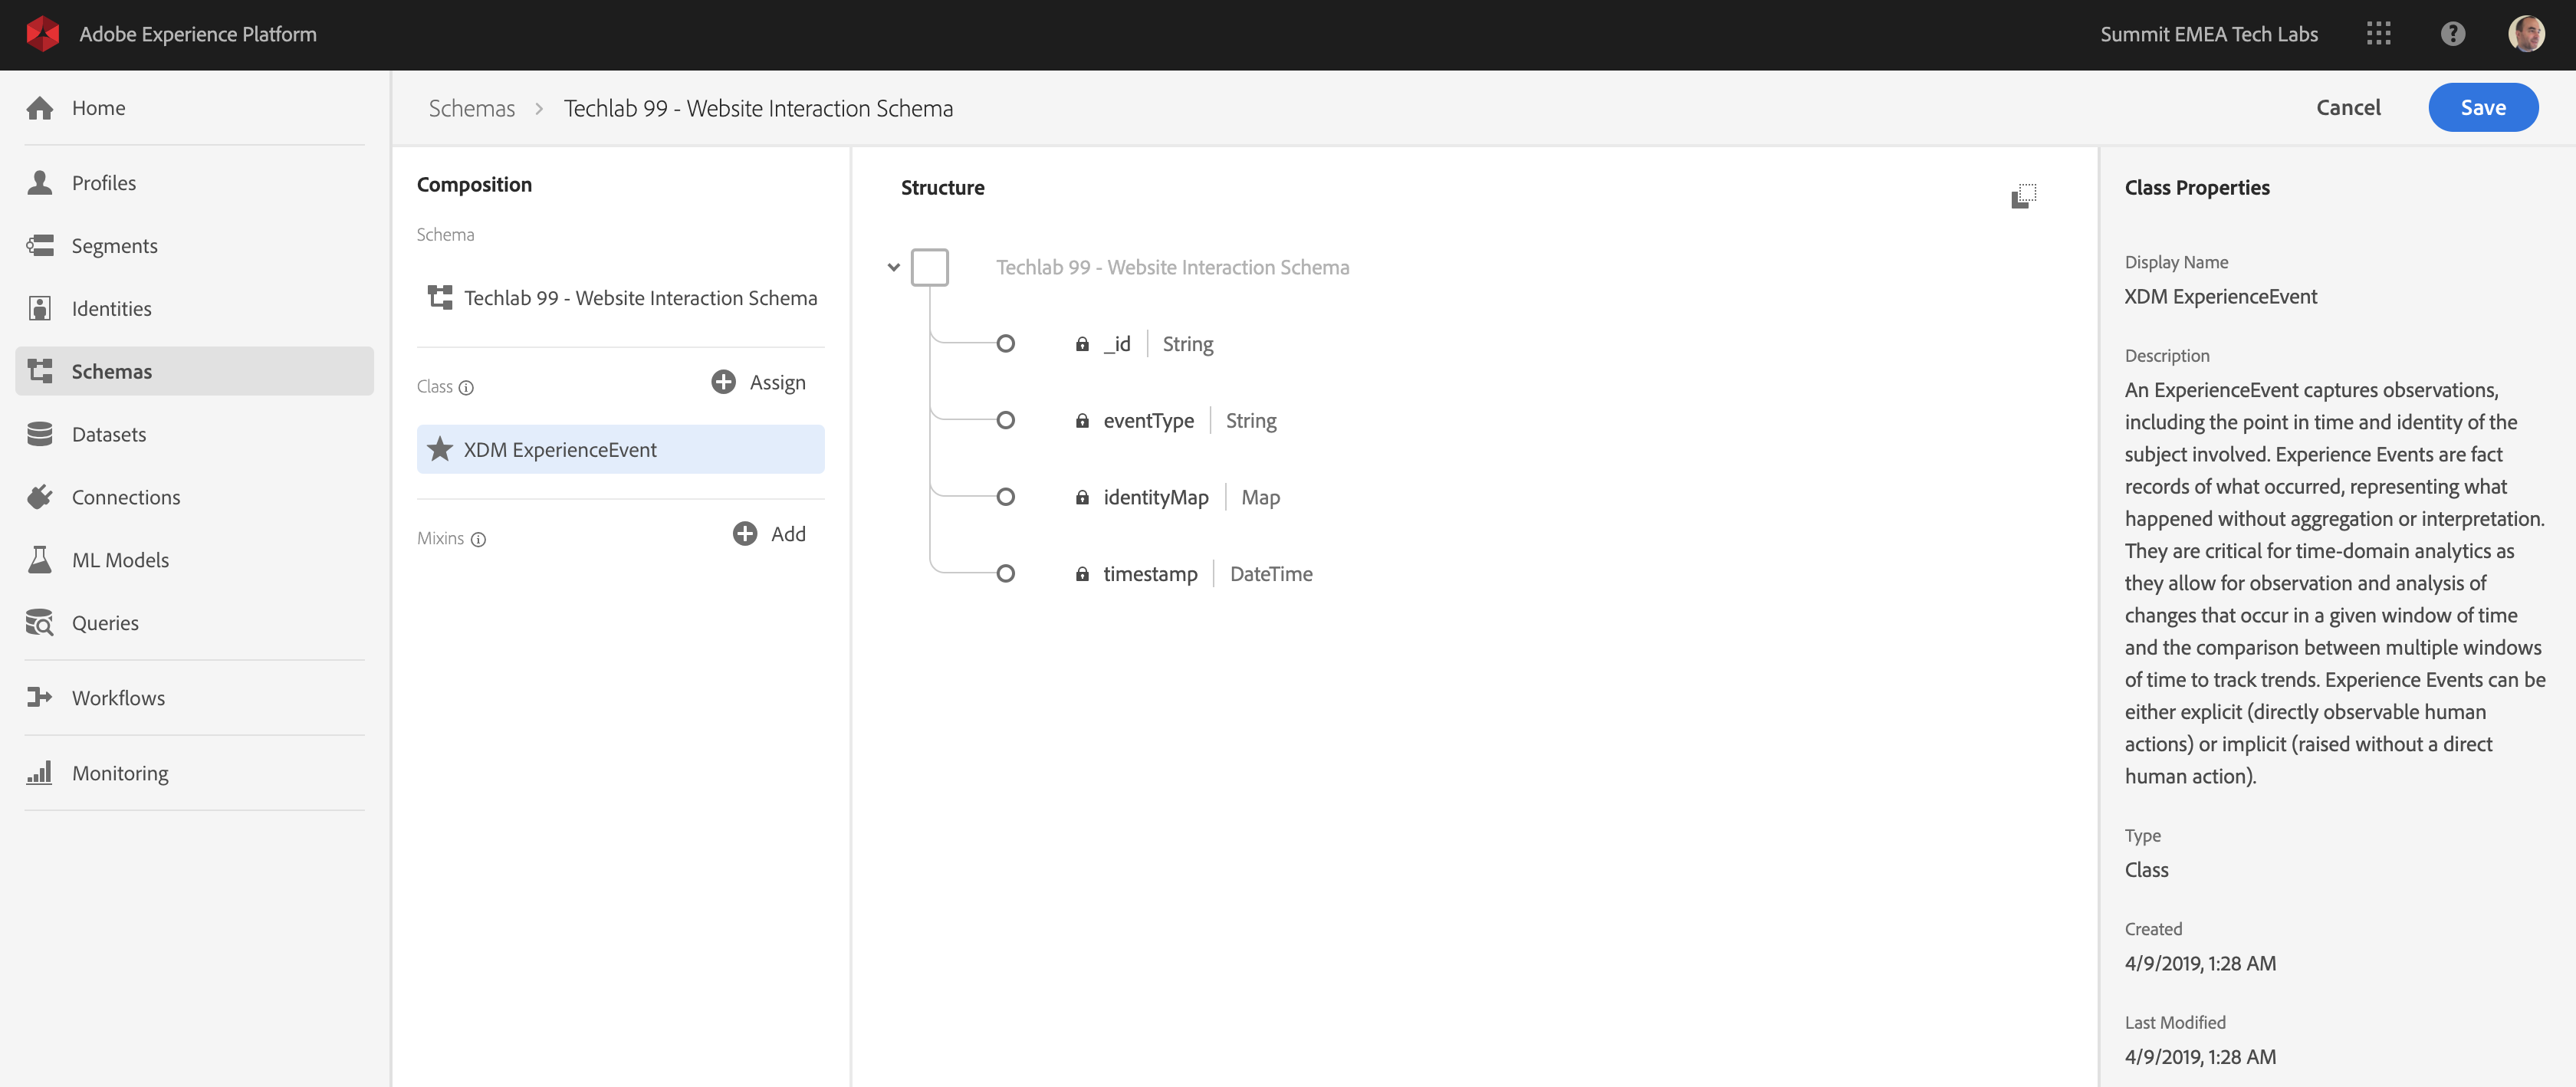 Adobe Experience Platform
Summit EMEA Tech Labs
Home
Profiles
Segments
Identities
Schemas
Datasets
Connections
ML Models
Queries
Workflows
Monitoring
Schemas > Techlab 99 - Website Interaction Schema
Cancel
Save
Composition
Schema
Techlab 99 - Website Interaction Schema
Class
Assign
XDM ExperienceEvent
Mixins
Add
Structure
Techlab 99 - Website Interaction Schema
_id | String
eventType | String
identityMap | Map
timestamp | DateTime
Class Properties
Display Name
XDM ExperienceEvent
Description
An ExperienceEvent captures observations,
including the point in time and identity of the
subject involved. Experience Events are fact
records of what occurred, representing what
happened without aggregation or interpretation.
They are critical for time-domain analytics as
they allow for observation and analysis of
changes that occur in a given window of time
and the comparison between multiple windows
of time to track trends. Experience Events can be
either explicit (directly observable human
actions) or implicit (raised without a direct
human action).
Type
Class
Created
4/9/2019, 1:28 AM
Last Modified
4/9/2019, 1:28 AM